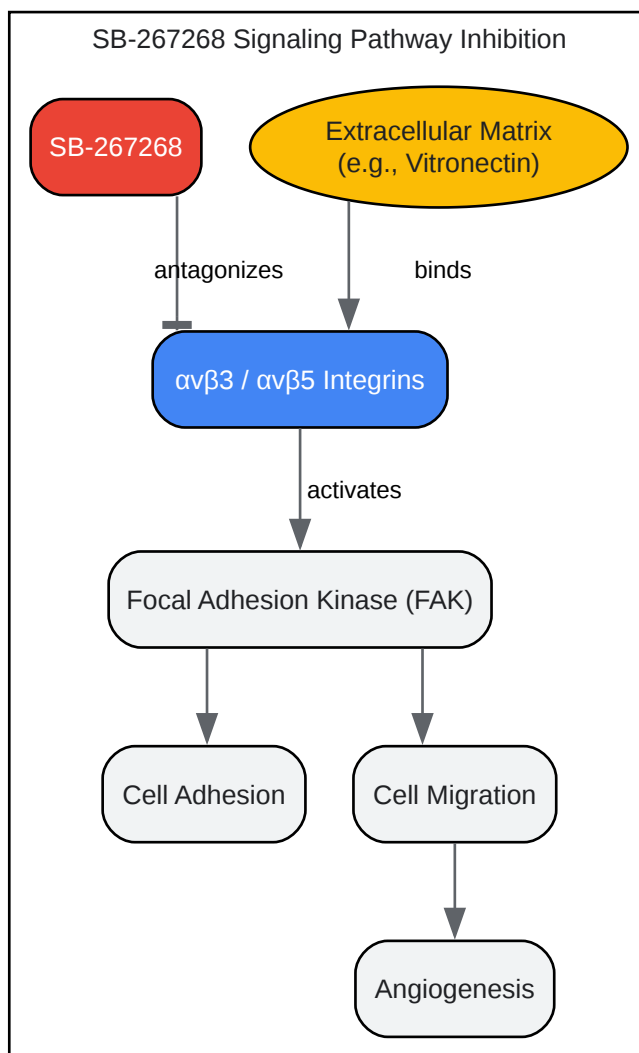 SB-267268 Signaling Pathway Inhibition
SB-267268
Extracellular Matrix
(e.g., Vitronectin)
antagonizes
binds
αvβ3 / αvβ5 Integrins
activates
Focal Adhesion Kinase (FAK)
Cell Adhesion
Cell Migration
Angiogenesis